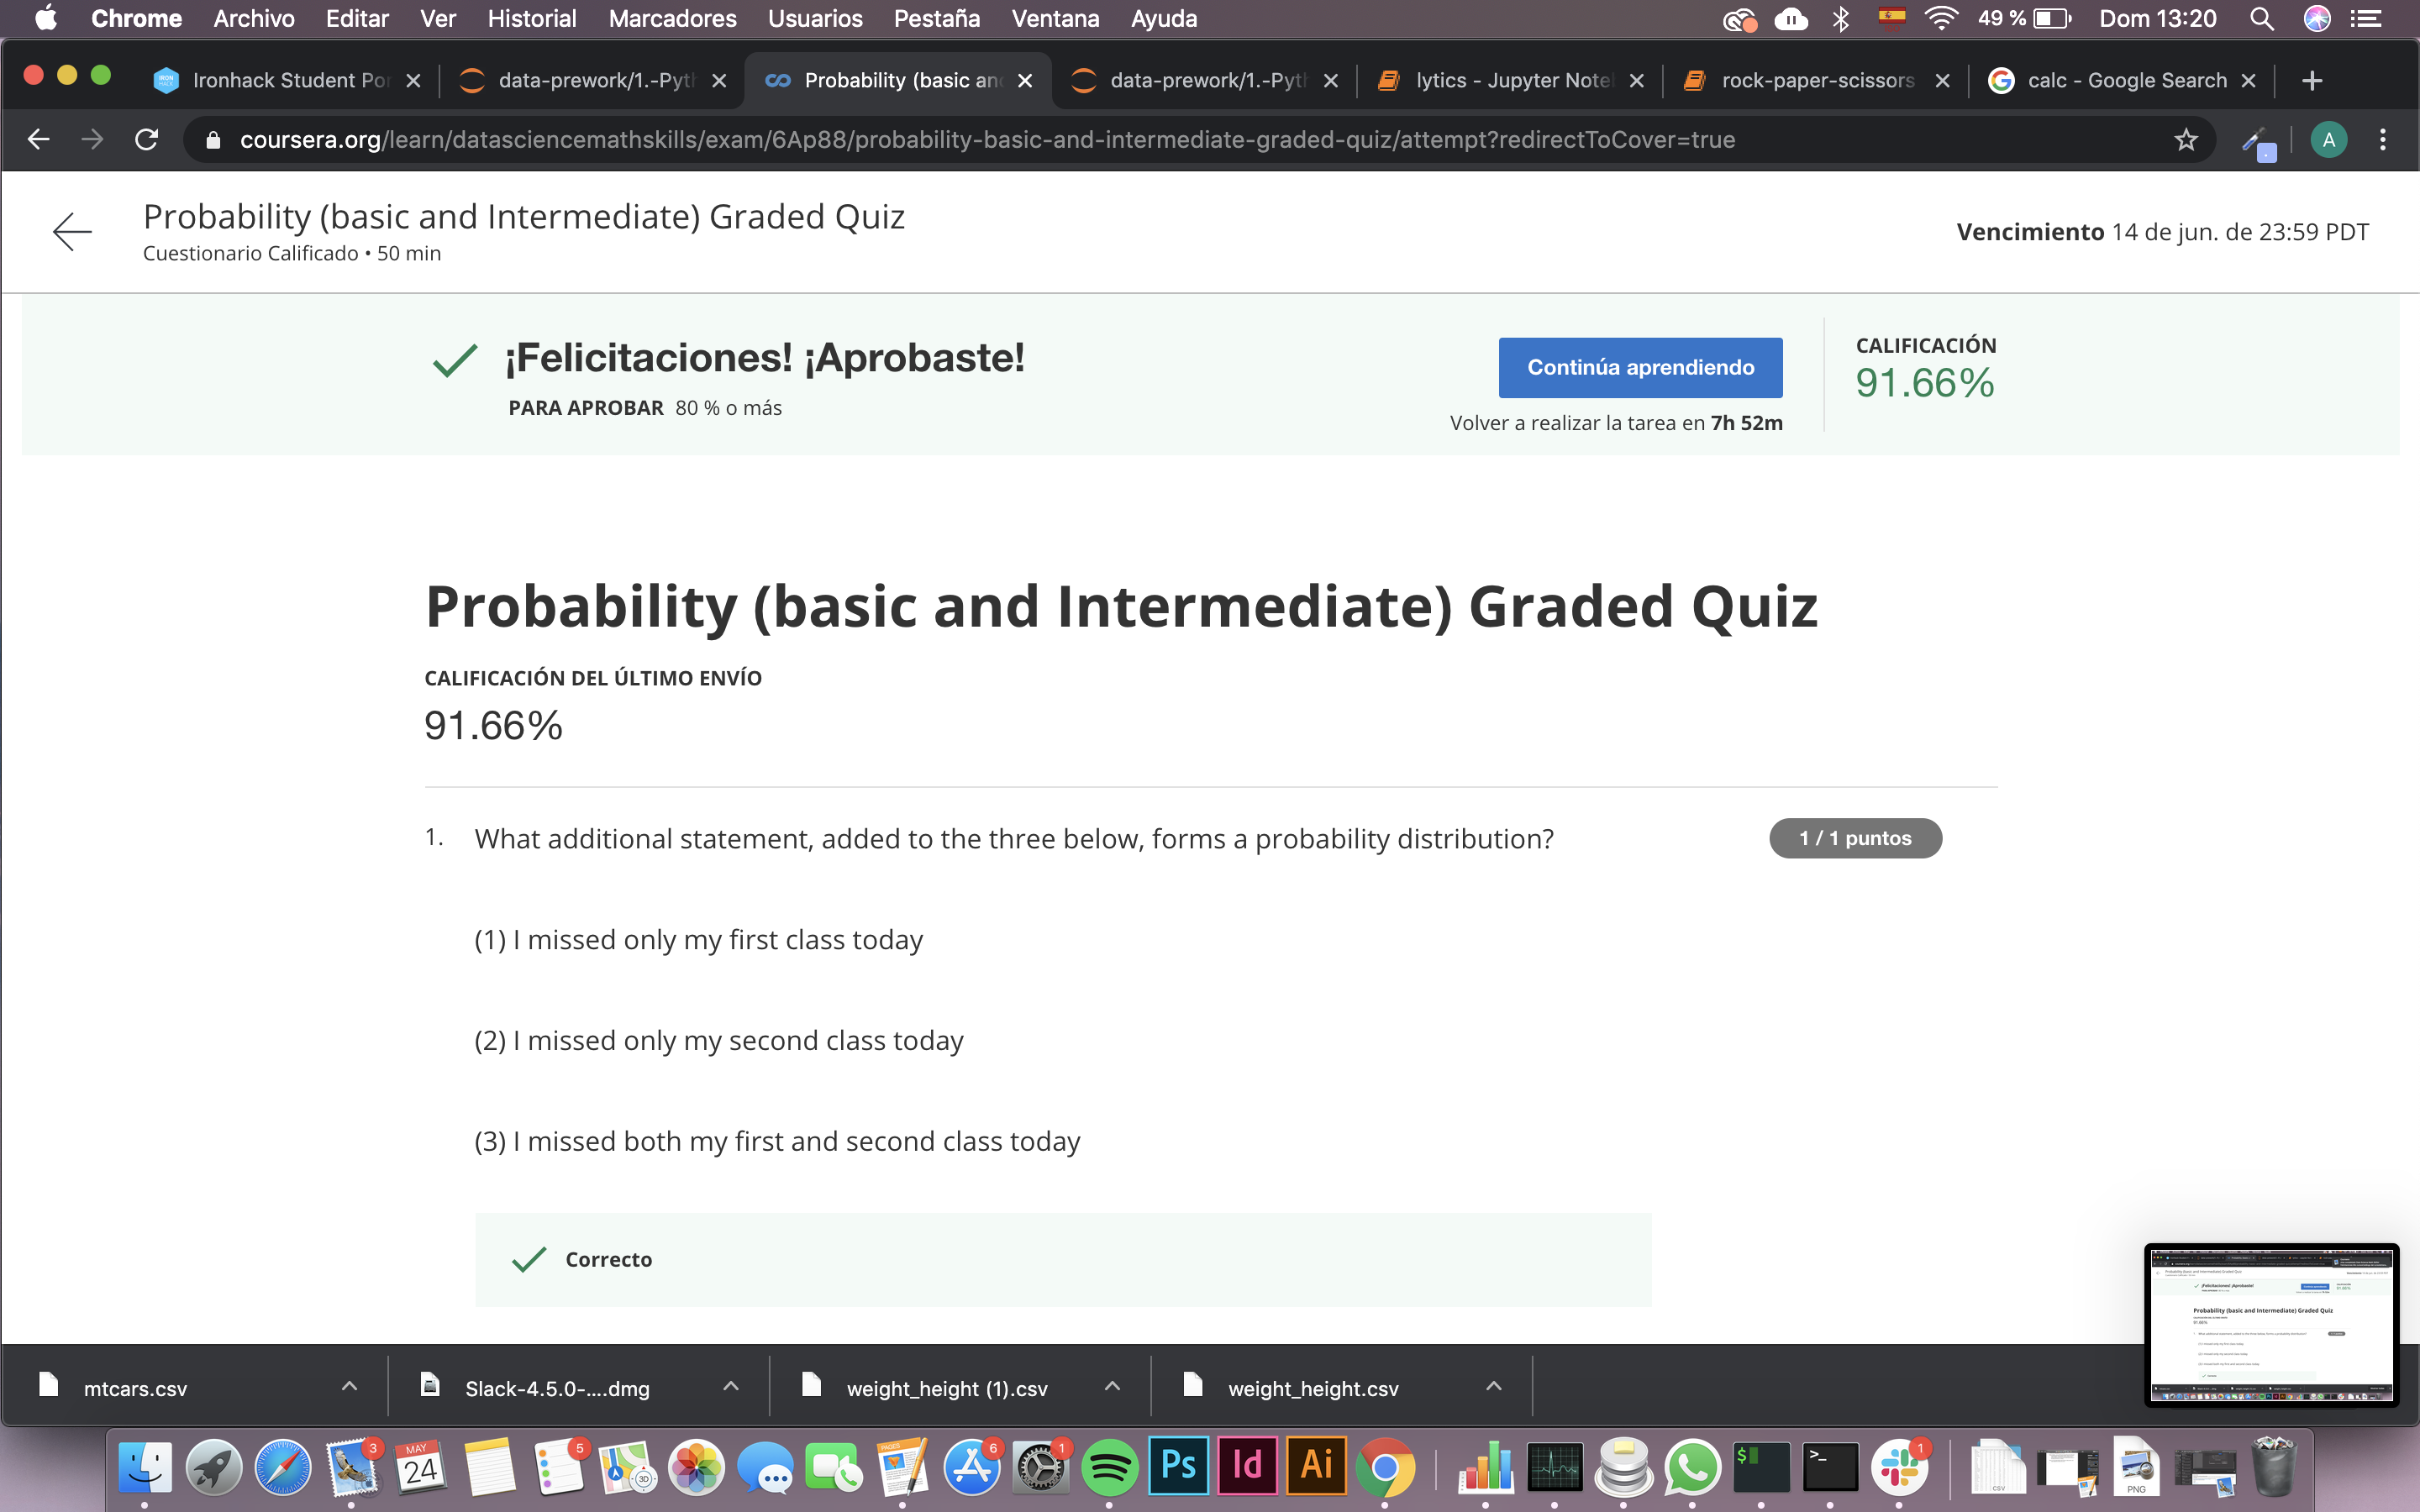 Chrome Archivo Editar Ver Historial Marcadores Usuarios Pestaña Ventana Ayuda 49 % Dom 13:20
Ironhack Student Por data-prework/1.-Pyth Probability (basic and data-prework/1.-Pyth lytics - Jupyter Note rock-paper-scissors calc - Google Search
coursera.org/learn/datasciencemathskills/exam/6Ap88/probability-basic-and-intermediate-graded-quiz/attempt?redirectToCover=true A
Probability (basic and Intermediate) Graded Quiz
Cuestionario Calificado • 50 min
Vencimiento 14 de jun. de 23:59 PDT
¡Felicitaciones! ¡Aprobaste!
PARA APROBAR 80 % o más
Continúa aprendiendo
Volver a realizar la tarea en 7h 52m
CALIFICACIÓN
91.66%
Probability (basic and Intermediate) Graded Quiz
CALIFICACIÓN DEL ÚLTIMO ENVÍO
91.66%
1. What additional statement, added to the three below, forms a probability distribution?
1 / 1 puntos
(1) I missed only my first class today
(2) I missed only my second class today
(3) I missed both my first and second class today
Correcto
mtcars.csv Slack-4.5.0-....dmg weight_height (1).csv weight_height.csv
3 MAY 24 5 3D PAGES 6 1 Ps Id Ai $ >_ 1 CSV PNG